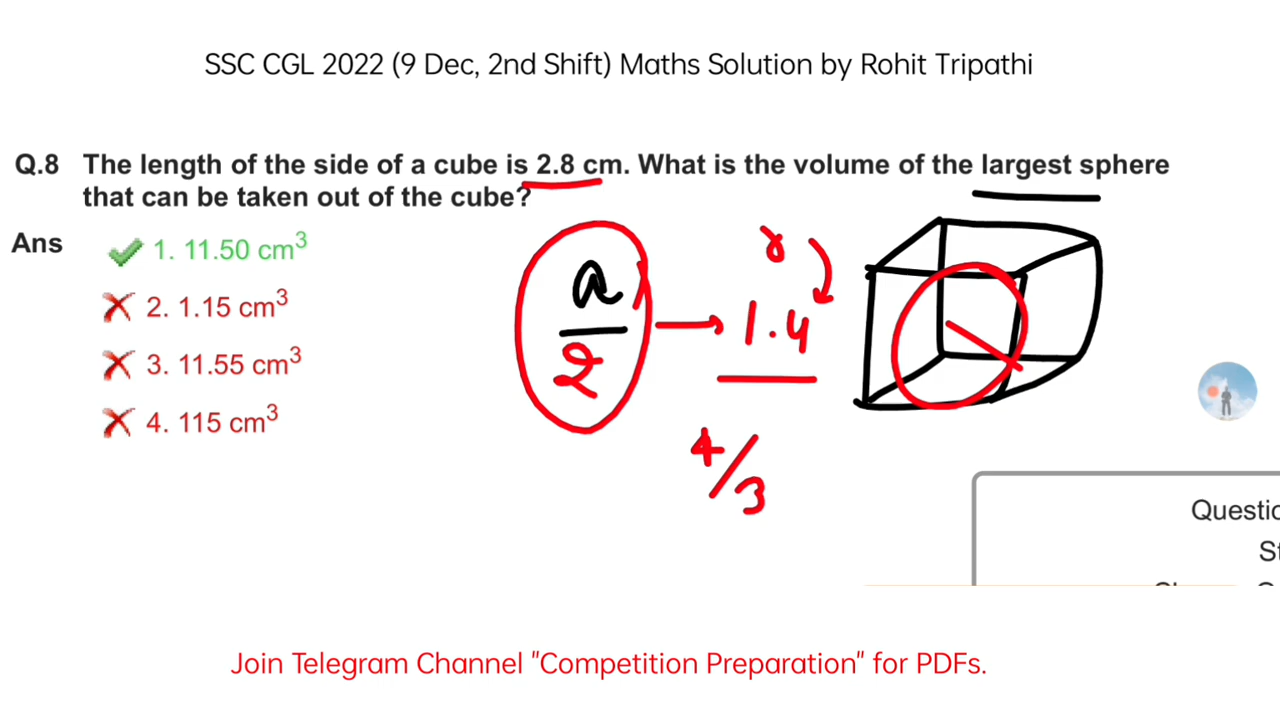 SSC CGL 2022 (9 Dec, 2nd Shift) Maths Solution by Rohit Tripathi
Q.8 The length of the side of a cube is 2.8 cm. What is the volume of the largest sphere
that can be taken out of the cube?
Ans 1. 11.50 cm³
2. 1.15 cm³
3. 11.55 cm³
4. 115 cm³
a
2
r
1.4
4/3
Join Telegram Channel "Competition Preparation" for PDFs.